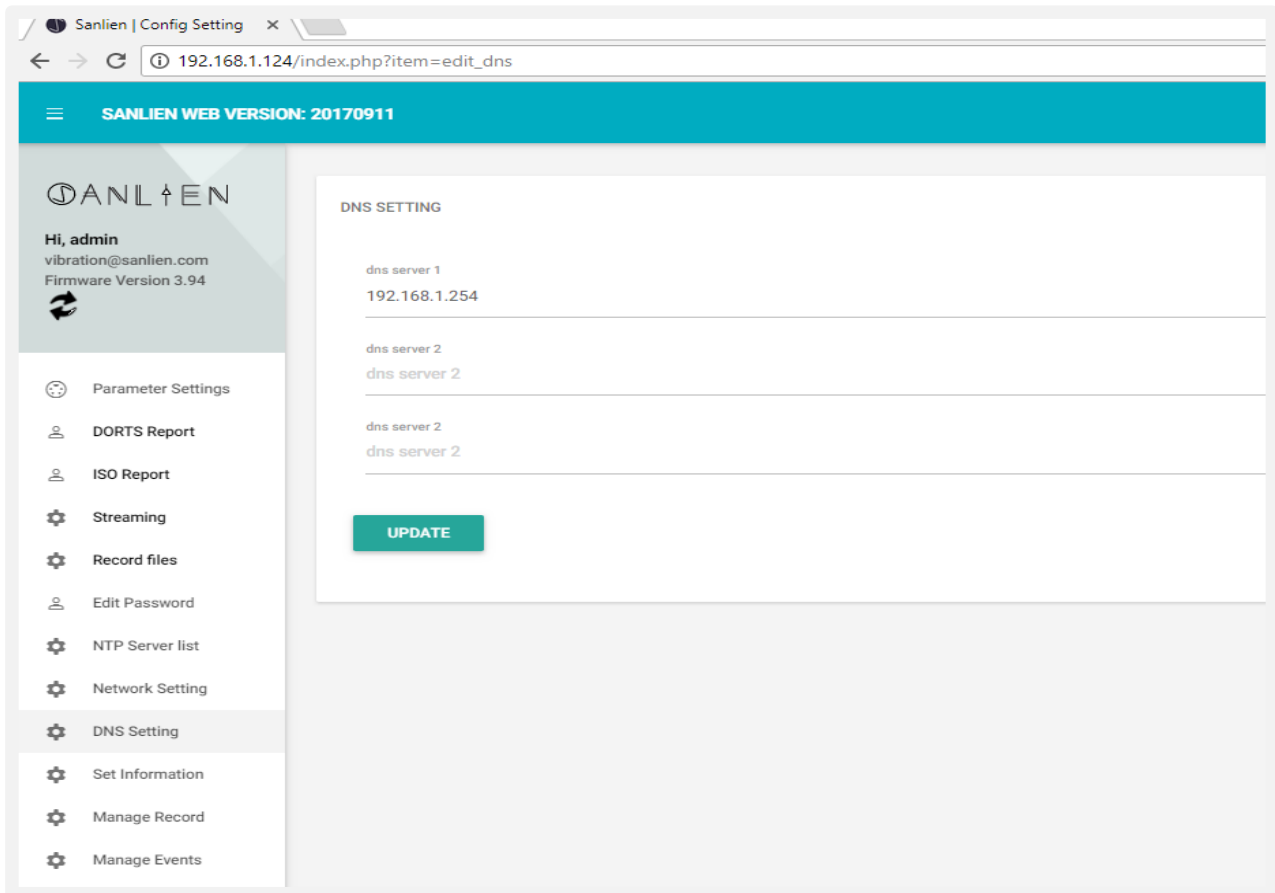 Sanlien | Config Setting
192.168.1.124/index.php?item=edit_dns
SANLIEN WEB VERSION: 20170911
SANLIEN
Hi, admin
vibration@sanlien.com
Firmware Version 3.94
Parameter Settings
DORTS Report
ISO Report
Streaming
Record files
Edit Password
NTP Server list
Network Setting
DNS Setting
Set Information
Manage Record
Manage Events
DNS SETTING
dns server 1
192.168.1.254
dns server 2
dns server 2
dns server 2
dns server 2
UPDATE